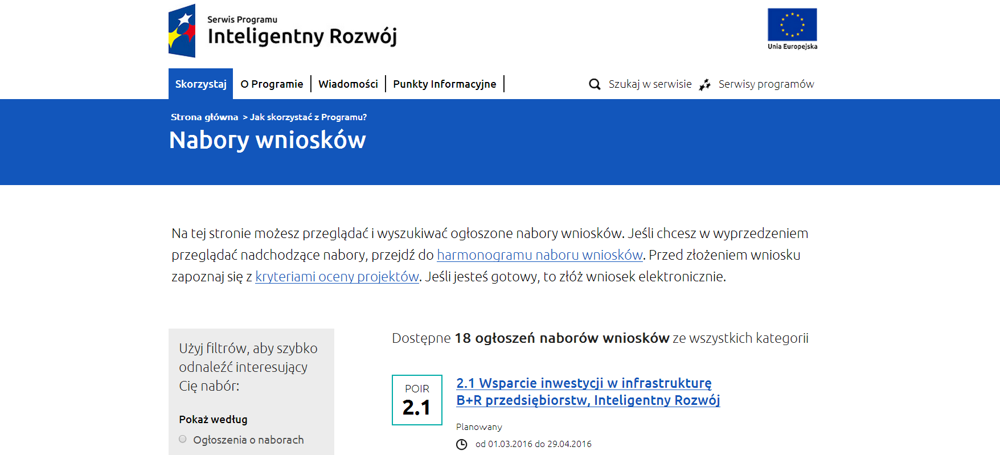 Serwis Programu
Inteligentny Rozwój
Unia Europejska
Skorzystaj
O Programie
Wiadomości
Punkty Informacyjne
Szukaj w serwisie
Serwisy programów
Strona główna > Jak skorzystać z Programu?
Nabory wniosków
Na tej stronie możesz przeglądać i wyszukiwać ogłoszone nabory wniosków. Jeśli chcesz w wyprzedzeniem
przeglądać nadchodzące nabory, przejdź do harmonogramu naboru wniosków. Przed złożeniem wniosku
zapoznaj się z kryteriami oceny projektów. Jeśli jesteś gotowy, to złóż wniosek elektronicznie.
Użyj filtrów, aby szybko
odnaleźć interesujący
Cię nabór:
Pokaż według
Ogłoszenia o naborach
Dostępne 18 ogłoszeń naborów wniosków ze wszystkich kategorii
POIR
2.1
2.1 Wsparcie inwestycji w infrastrukturę
B+R przedsiębiorstw, Inteligentny Rozwój
Planowany
od 01.03.2016 do 29.04.2016